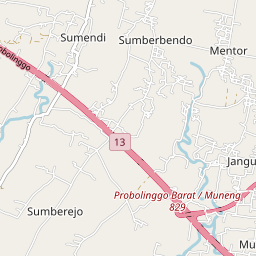 Sumendi
Sumberbendo
Mentor
Probolinggo
13
Jangu
Probolinggo Barat / Muneng
829
Sumberejo
Mu